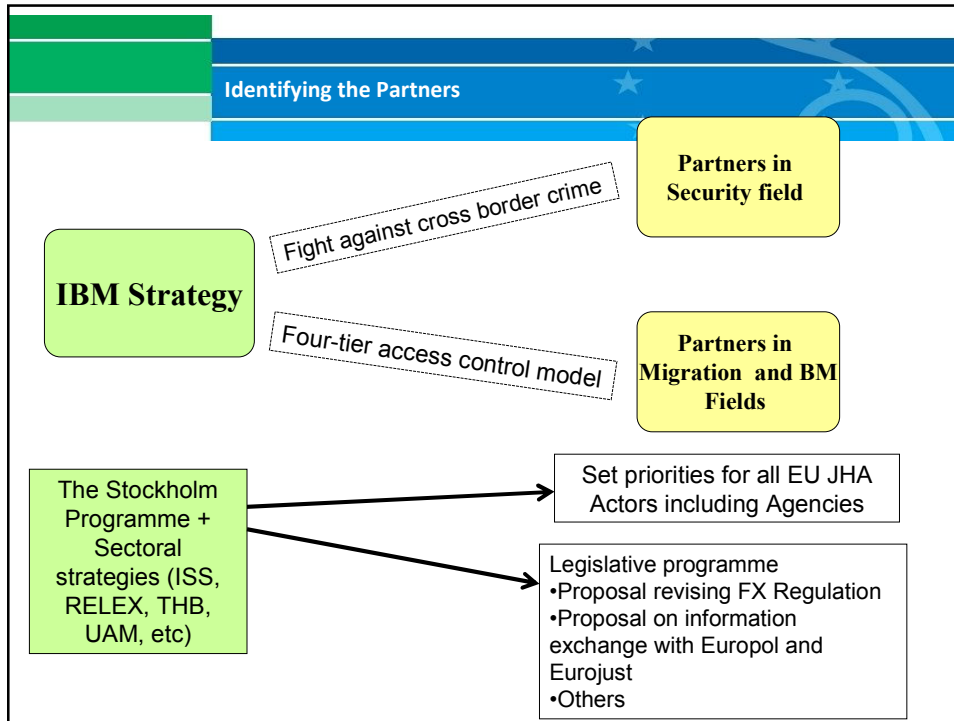 Identifying the Partners
Partners in
Security field
Fight against cross border crime
IBM Strategy
Four-tier access control model
Partners in
Migration and BM
Fields
The Stockholm
Programme +
Sectoral
strategies (ISS,
RELEX, THB,
UAM, etc)
Set priorities for all EU JHA
Actors including Agencies
Legislative programme
•Proposal revising FX Regulation
•Proposal on information
exchange with Europol and
Eurojust
•Others